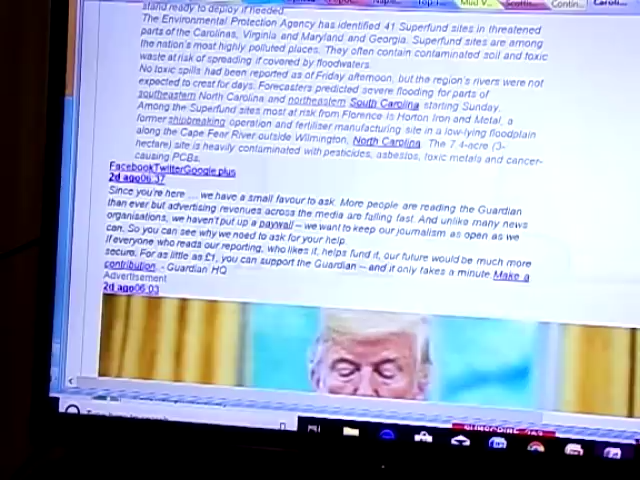 stand ready to deploy if needed.
The Environmental Protection Agency has identified 41 Superfund sites in threatened
parts of the Carolinas, Virginia and Maryland and Georgia. Superfund sites are among
the nation's most highly polluted places. They often contain contaminated soil and toxic
waste at risk of spreading if covered by floodwaters.
No toxic spills had been reported as of Friday afternoon, but the region's rivers were not
expected to crest for days. Forecasters predicted severe flooding for parts of
southeastern North Carolina and northeastern South Carolina starting Sunday.
Among the Superfund sites most at risk from Florence is Horton Iron and Metal, a
former shipbreaking operation and fertiliser manufacturing site in a low-lying floodplain
along the Cape Fear River outside Wilmington, North Carolina. The 7.4-acre (3-
hectare) site is heavily contaminated with pesticides, asbestos, toxic metals and cancer-
causing PCBs.
FacebookTwitterGoogle plus
2d ago06:37
Since you're here ... we have a small favour to ask. More people are reading the Guardian
than ever but advertising revenues across the media are falling fast. And unlike many news
organisations, we haven't put up a paywall – we want to keep our journalism as open as we
can. So you can see why we need to ask for your help.
If everyone who reads our reporting, who likes it, helps fund it, our future would be much more
secure. For as little as £1, you can support the Guardian – and it only takes a minute. Make a
contribution. - Guardian HQ
Advertisement
2d ago06:03